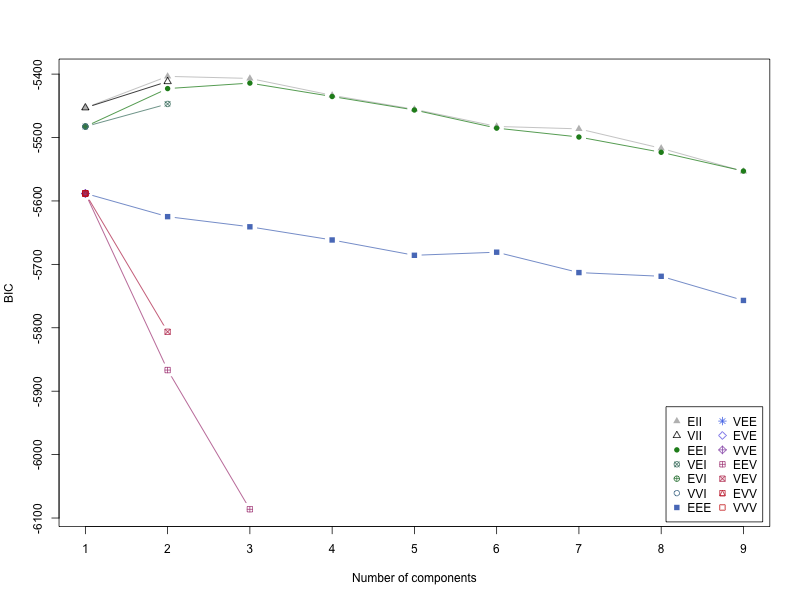 BIC
-5400
-5500
-5600
-5700
-5800
-5900
-6000
-6100
1 2 3 4 5 6 7 8 9
Number of components
EII VEE
VII EVE
EEI VVE
VEI EEV
EVI VEV
VVI EVV
EEE VVV